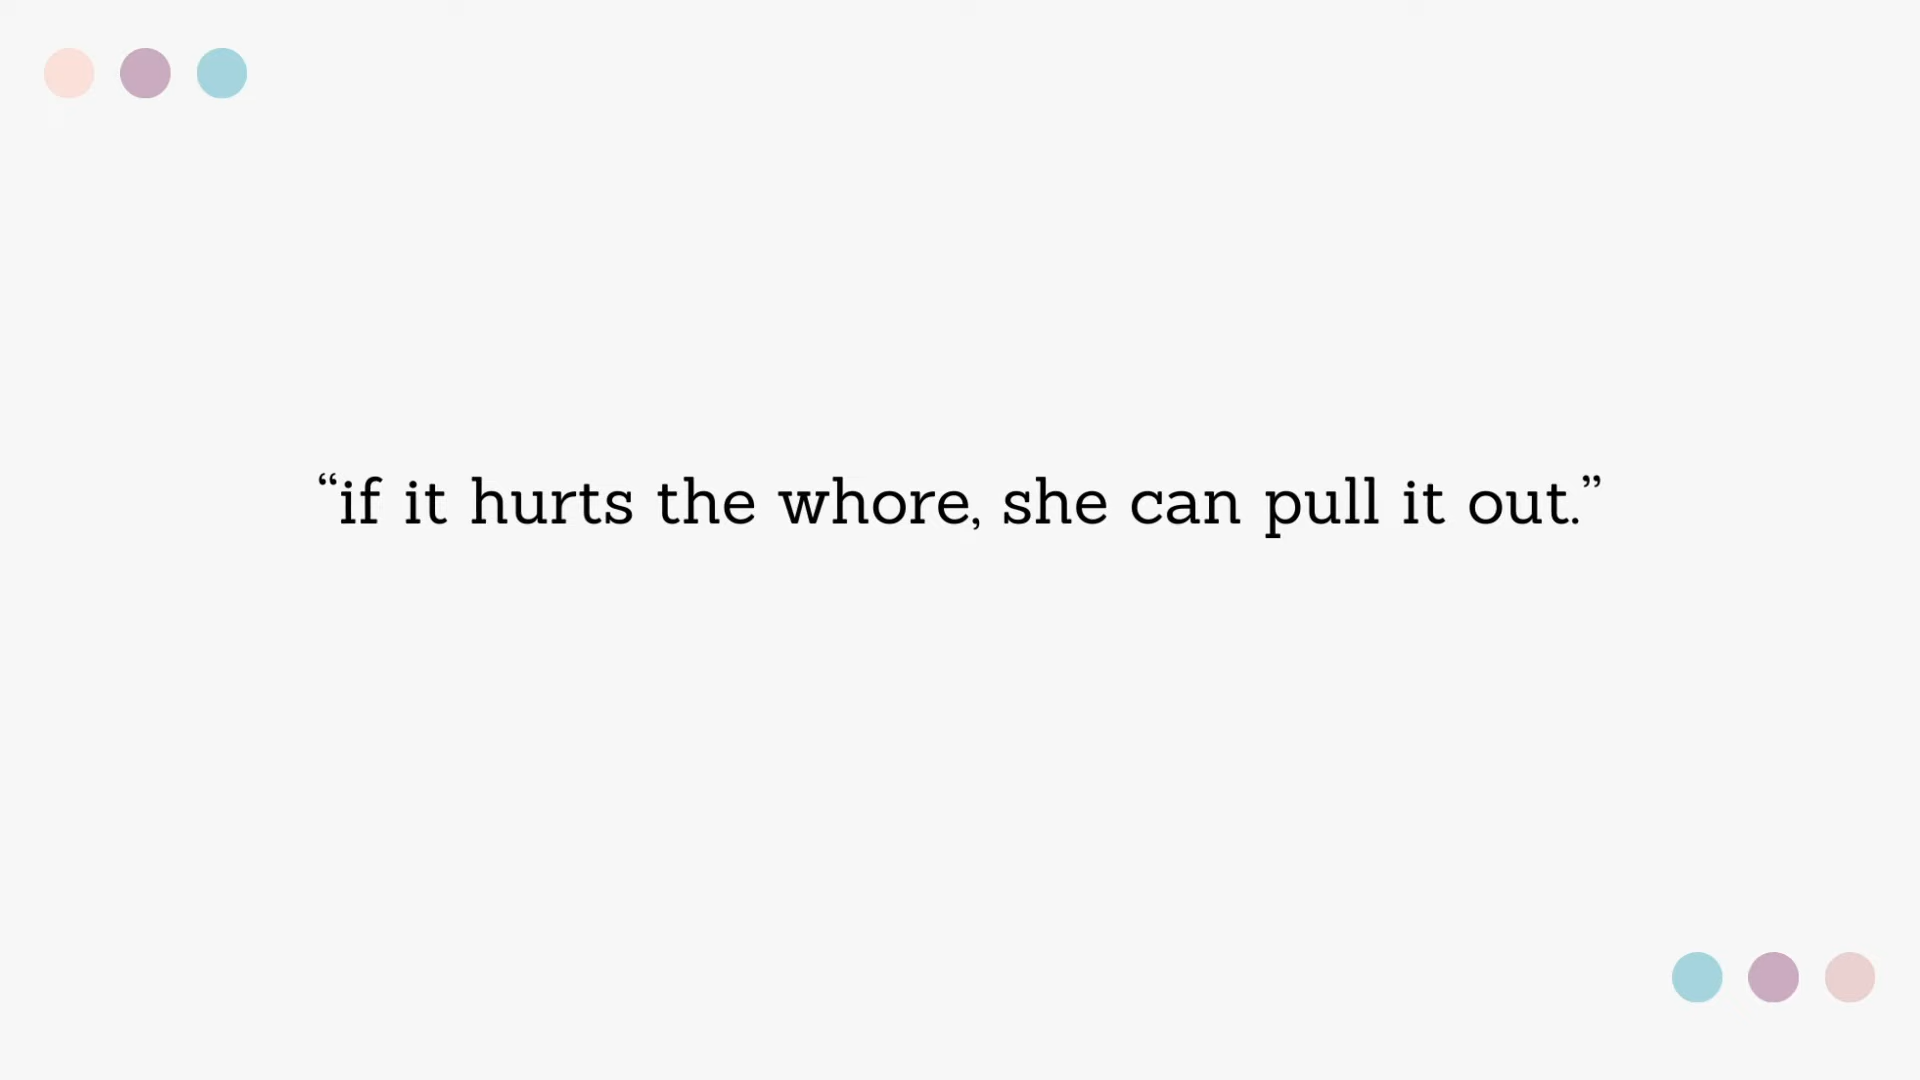 “if it hurts the whore, she can pull it out.”